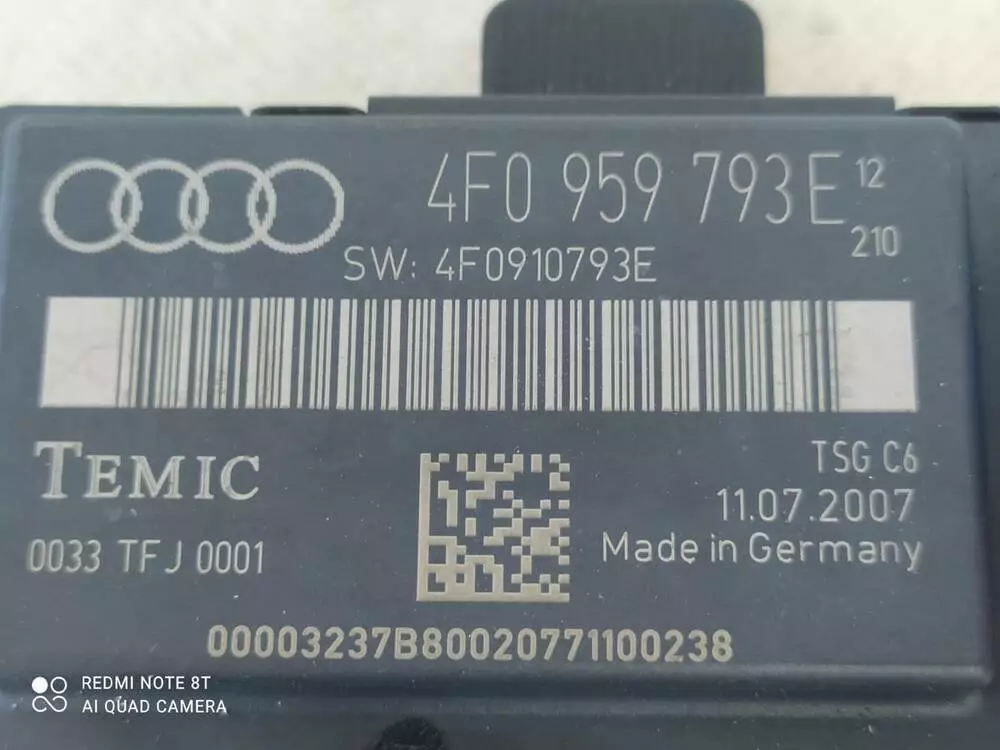 4F0 959 793E 12
210
SW: 4F0910793E
TEMIC
TSG C6
11.07.2007
0033 TFJ 0001
Made in Germany
00003237B80020771100238
REDMI NOTE 8T
AI QUAD CAMERA